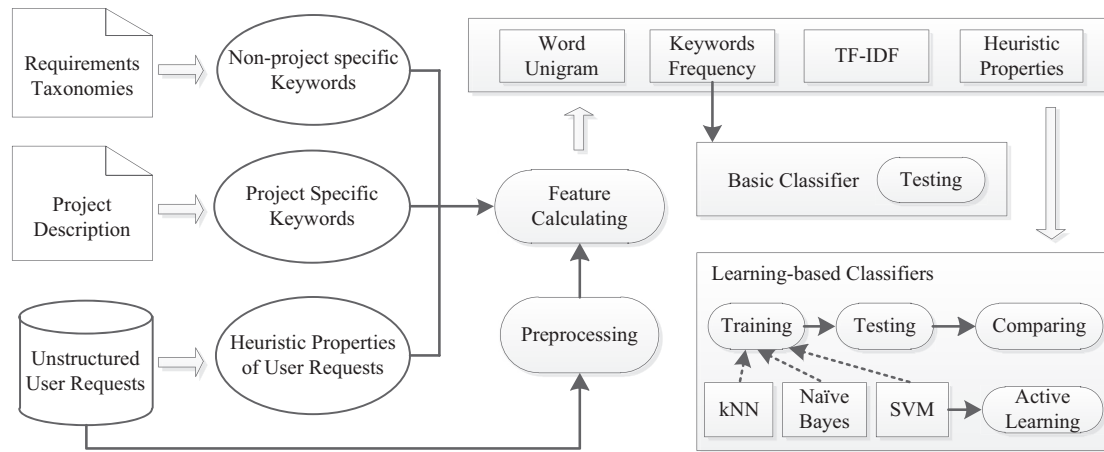 Requirements
Taxonomies
Non-project specific
Keywords
Project
Description
Project Specific
Keywords
Unstructured
User Requests
Heuristic Properties
of User Requests
Feature
Calculating
Preprocessing
Word
Unigram
Keywords
Frequency
TF-IDF
Heuristic
Properties
Basic Classifier
Testing
Learning-based Classifiers
Training
Testing
Comparing
kNN
Naïve
Bayes
SVM
Active
Learning